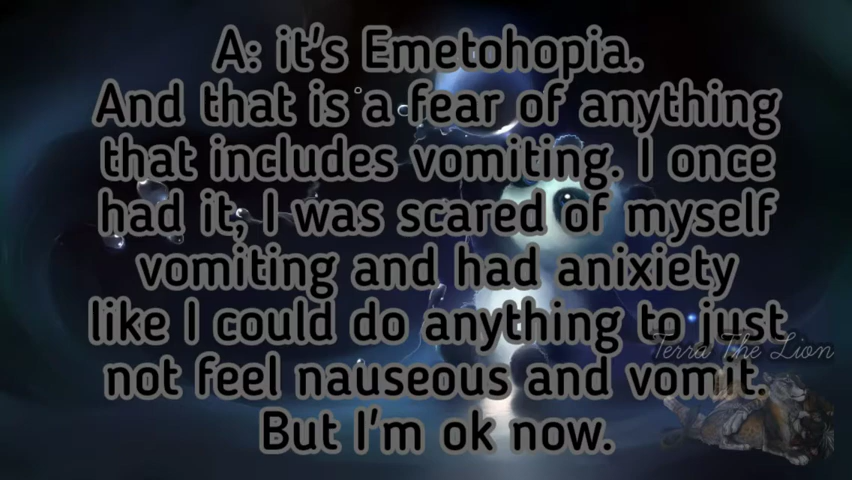 A: it's Emetohopia.
And that is a fear of anything
that includes vomiting. I once
had it, I was scared of myself
vomiting and had anixiety
like I could do anything to just
not feel nauseous and vomit.
But I'm ok now.
Terra The Lion